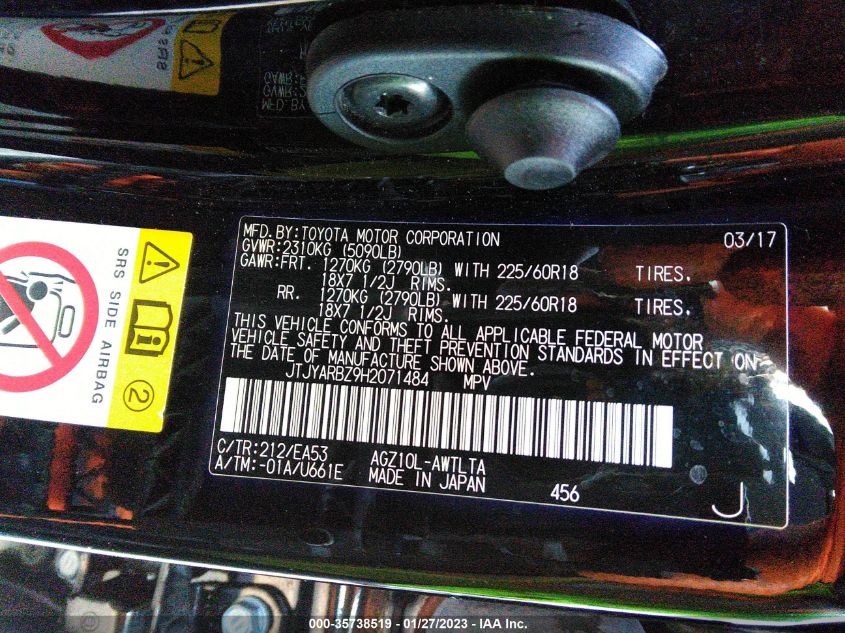 MFD.BY:TOYOTA MOTOR CORPORATION 03/17
GVWR:2310KG (5090LB)
GAWR:FRT. 1270KG (2790LB) WITH 225/60R18 TIRES.
18X7 1/2J RIMS.
RR. 1270KG (2790LB) WITH 225/60R18 TIRES.
18X7 1/2J RIMS.
THIS VEHICLE CONFORMS TO ALL APPLICABLE FEDERAL MOTOR
VEHICLE SAFETY AND THEFT PREVENTION STANDARDS IN EFFECT ON
THE DATE OF MANUFACTURE SHOWN ABOVE.
JTJYARBZ9H2071484 MPV
C/TR:212/EA53 AGZ10L-AWTLTA
A/TM:-01A/U661E MADE IN JAPAN 456 J
SRS SIDE AIRBAG
2
000-35738519 - 01/27/2023 - IAA Inc.